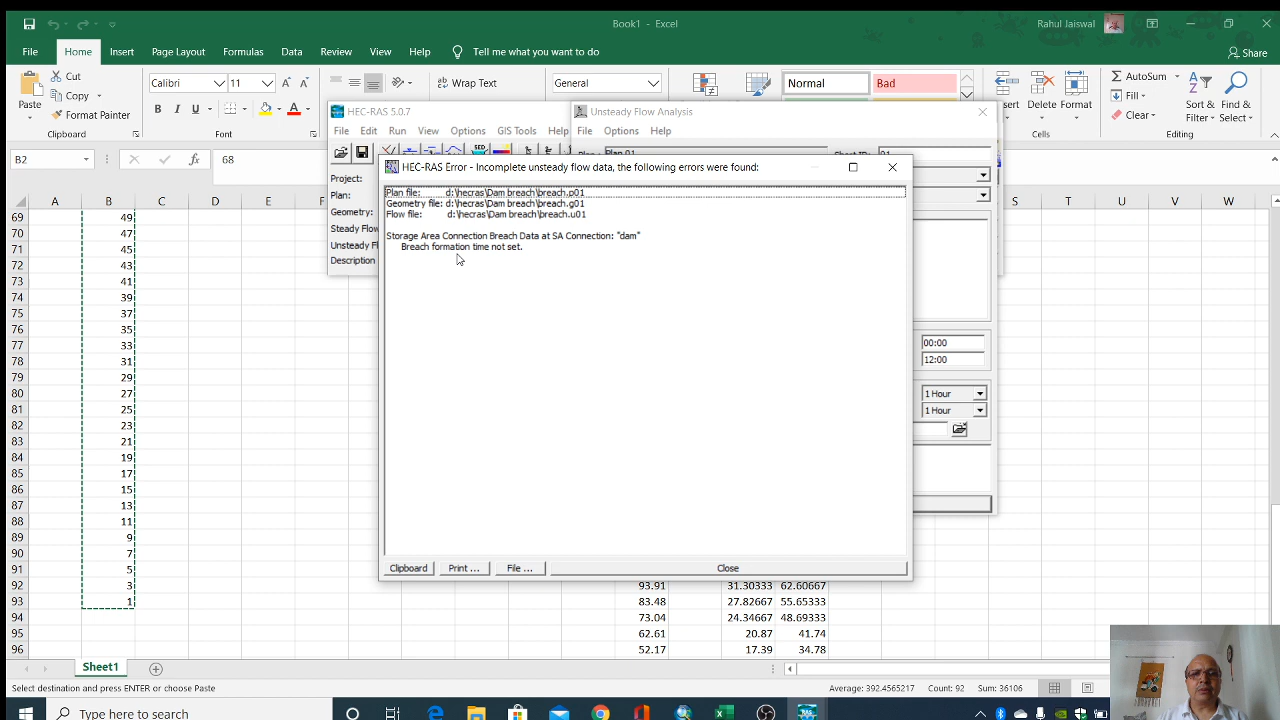 Book1 - Excel
Rahul Jaiswal
File Home Insert Page Layout Formulas Data Review View Help Tell me what you want to do Share
Paste
Cut
Copy
Format Painter
Clipboard
Calibri 11
B I U
Font
Wrap Text
General
Normal Bad
Delete Format
Cells
AutoSum
Fill
Clear
Sort & Find &
Filter Select
Editing
B2 68
HEC-RAS 5.0.7
File Edit Run View Options GIS Tools Help
Project:
Plan:
Geometry:
Steady Flow
Unsteady Fl
Description
Unsteady Flow Analysis
File Options Help
00:00
12:00
1 Hour
1 Hour
HEC-RAS Error - Incomplete unsteady flow data, the following errors were found:
Plan file: d:\hecras\Dam breach\breach.p01
Geometry file: d:\hecras\Dam breach\breach.g01
Flow file: d:\hecras\Dam breach\breach.u01
Storage Area Connection Breach Data at SA Connection: "dam"
Breach formation time not set.
Clipboard Print ... File ... Close
A B C D E F S T U V W
69 49
70 47
71 45
72 43
73 41
74 39
75 37
76 35
77 33
78 31
79 29
80 27
81 25
82 23
83 21
84 19
85 17
86 15
87 13
88 11
89 9
90 7
91 5
92 3 93.91 31.30333 62.60667
93 1 83.48 27.82667 55.65333
94 73.04 24.34667 48.69333
95 62.61 20.87 41.74
96 52.17 17.39 34.78
Sheet1
Select destination and press ENTER or choose Paste
Average: 392.4565217 Count: 92 Sum: 36106
Type here to search